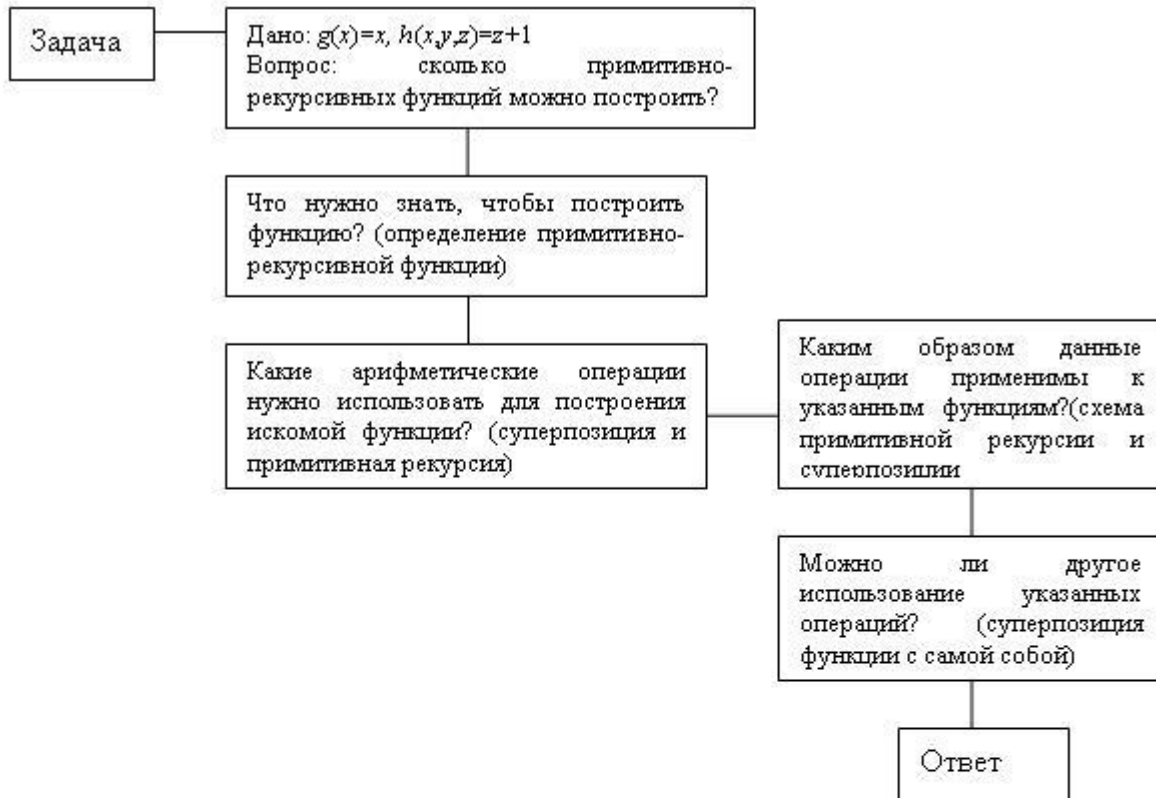 Задача
Дано: g(x)=x, h(x,y,z)=z+1
Вопрос: сколько примитивно-
рекурсивных функций можно построить?
Что нужно знать, чтобы построить
функцию? (определение примитивно-
рекурсивной функции)
Какие арифметические операции
нужно использовать для построения
искомой функции? (суперпозиция и
примитивная рекурсия)
Каким образом данные
операции применимы к
указанным функциям?(схема
примитивной рекурсии и
суперпозиции
Можно ли другое
использование указанных
операций? (суперпозиция
функции с самой собой)
Ответ